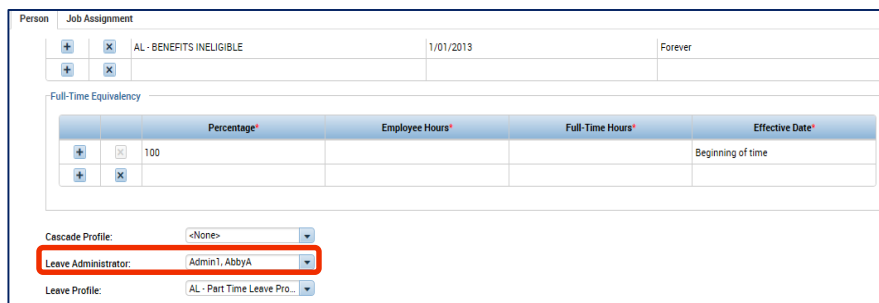 Person Job Assignment
+ x AL - BENEFITS INELIGIBLE 1/01/2013 Forever
+ x
Full-Time Equivalency
Percentage* Employee Hours* Full-Time Hours* Effective Date*
+ x 100 Beginning of time
+ x
Cascade Profile: <None>
Leave Administrator: Admin1, AbbyA
Leave Profile: AL - Part Time Leave Pro...